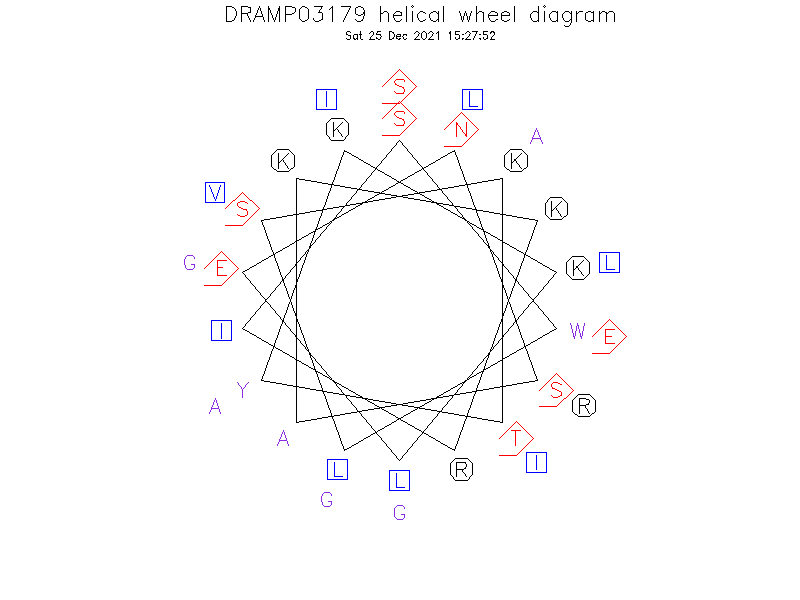 DRAMP03179 helical wheel diagram
Sat 25 Dec 2021 15:27:52
S
I L
S
K N A
K K
V S K
G E K L
I W E
Y S
A R
A T
L I
R
L
G
G